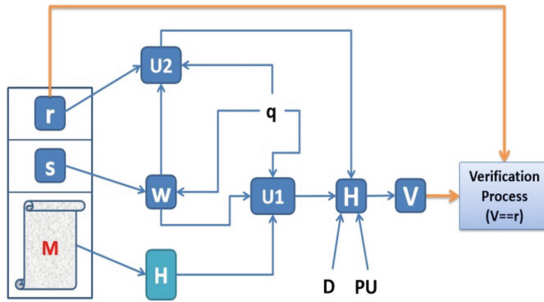 U2
r
q
s
W
U1
H
V
Verification
Process
(V==r)
M
H
D
PU